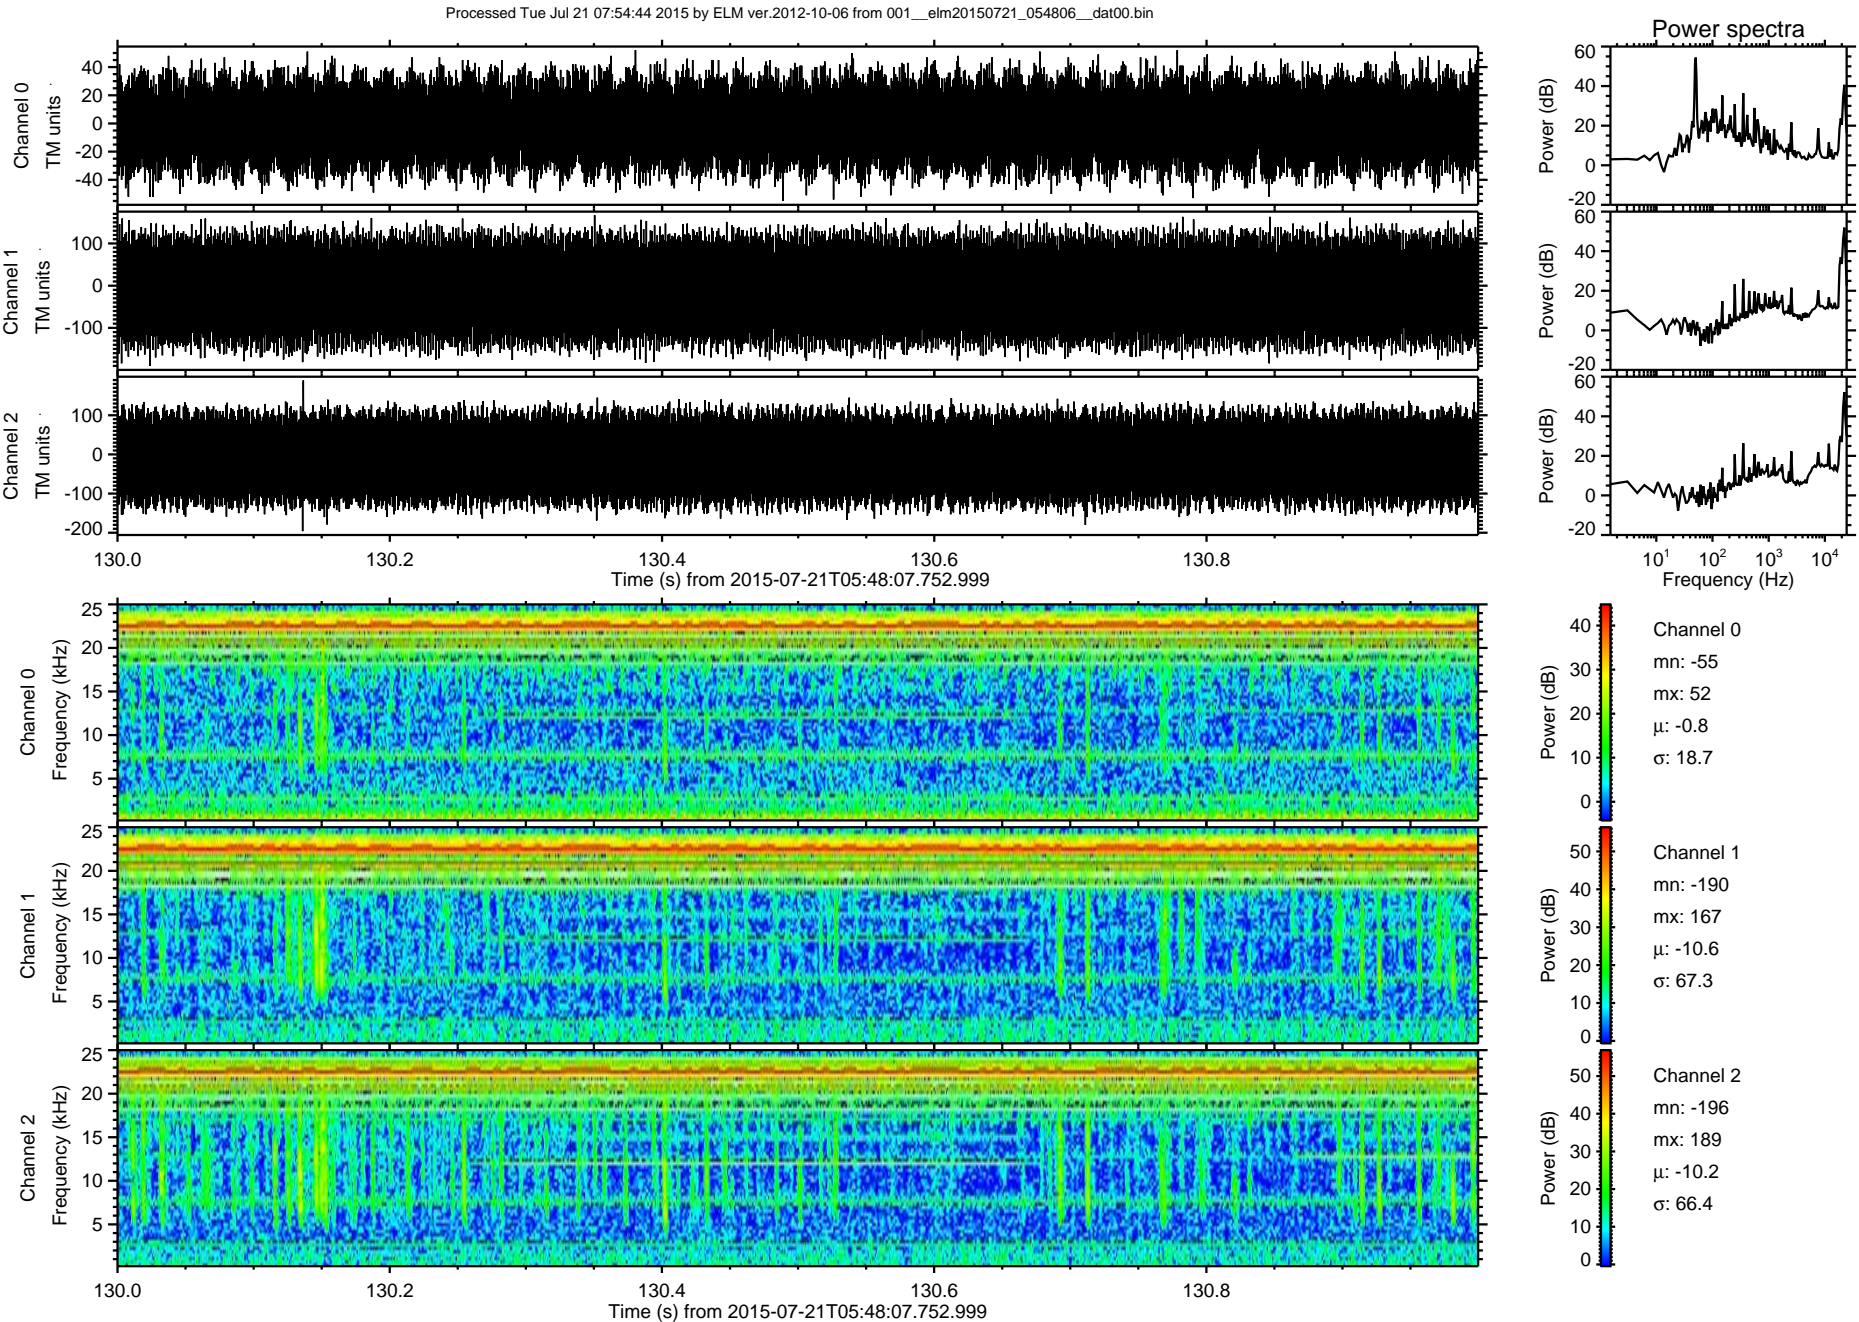 Processed Tue Jul 21 07:54:44 2015 by ELM ver.2012-10-06 from 001__elm20150721_054806__dat00.bin
Power spectra
Channel 0
TM units
40
20
0
-20
-40
Power (dB)
60
40
20
0
-20
Channel 1
TM units
100
0
-100
Power (dB)
60
40
20
0
-20
Channel 2
TM units
100
0
-100
-200
Power (dB)
60
40
20
0
-20
130.0 130.2 130.4 130.6 130.8
Time (s) from 2015-07-21T05:48:07.752.999
10¹ 10² 10³ 10⁴
Frequency (Hz)
Channel 0
Frequency (kHz)
25
20
15
10
5
Power (dB)
40
30
20
10
0
Channel 0
mn: -55
mx: 52
μ: -0.8
σ: 18.7
Channel 1
Frequency (kHz)
25
20
15
10
5
Power (dB)
50
40
30
20
10
0
Channel 1
mn: -190
mx: 167
μ: -10.6
σ: 67.3
Channel 2
Frequency (kHz)
25
20
15
10
5
Power (dB)
50
40
30
20
10
0
Channel 2
mn: -196
mx: 189
μ: -10.2
σ: 66.4
130.0 130.2 130.4 130.6 130.8
Time (s) from 2015-07-21T05:48:07.752.999